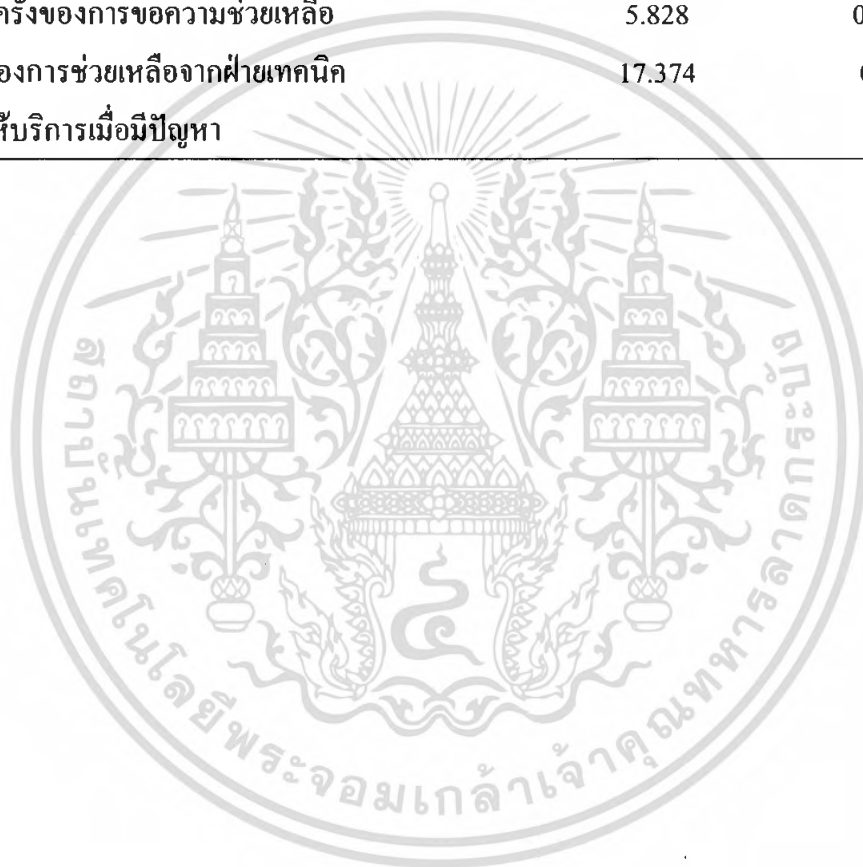 ครั้งของการขอความช่วยเหลือ 5.828 0
องการช่วยเหลือจากฝ่ายเทคนิค 17.374
ห้บริการเมื่อมีปัญหา
สถาบันเทคโนโลยีพระจอมเกล้าเจ้าคุณทหารลาดกระบัง
๔